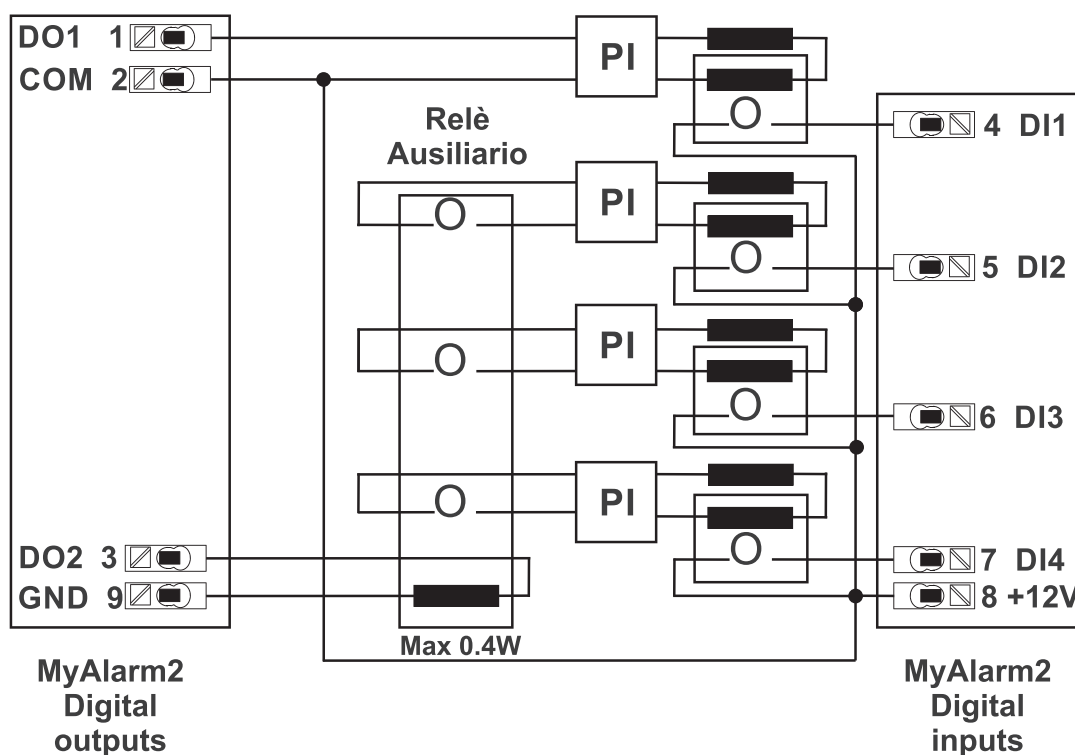 DO1 1
COM 2
PI
4 DI1
Relè
Ausiliario
O
O
PI
5 DI2
O
O
PI
6 DI3
O
O
PI
7 DI4
O
O
DO2 3
GND 9
8 +12V
Max 0.4W
MyAlarm2
Digital
outputs
MyAlarm2
Digital
inputs